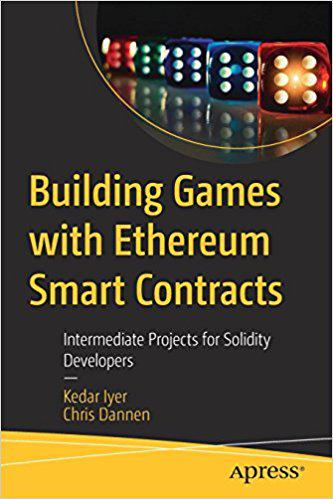 Building Games
with Ethereum
Smart Contracts
Intermediate Projects for Solidity
Developers
Kedar Iyer
Chris Dannen
Apress®